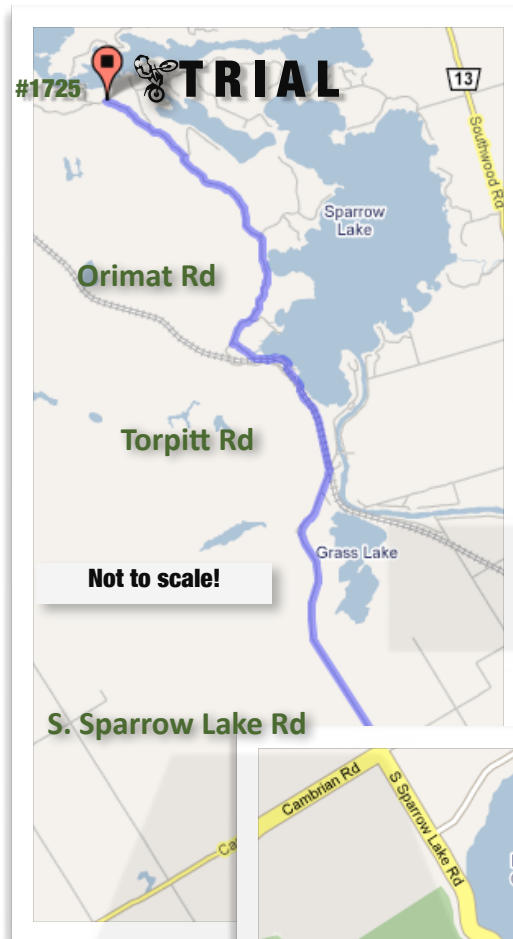 #1725
TRIAL
13
Southwood Rd
Sparrow
Lake
Orimat Rd
Torpitt Rd
Grass Lake
Not to scale!
S. Sparrow Lake Rd
Cambrian Rd
S Sparrow Lake Rd